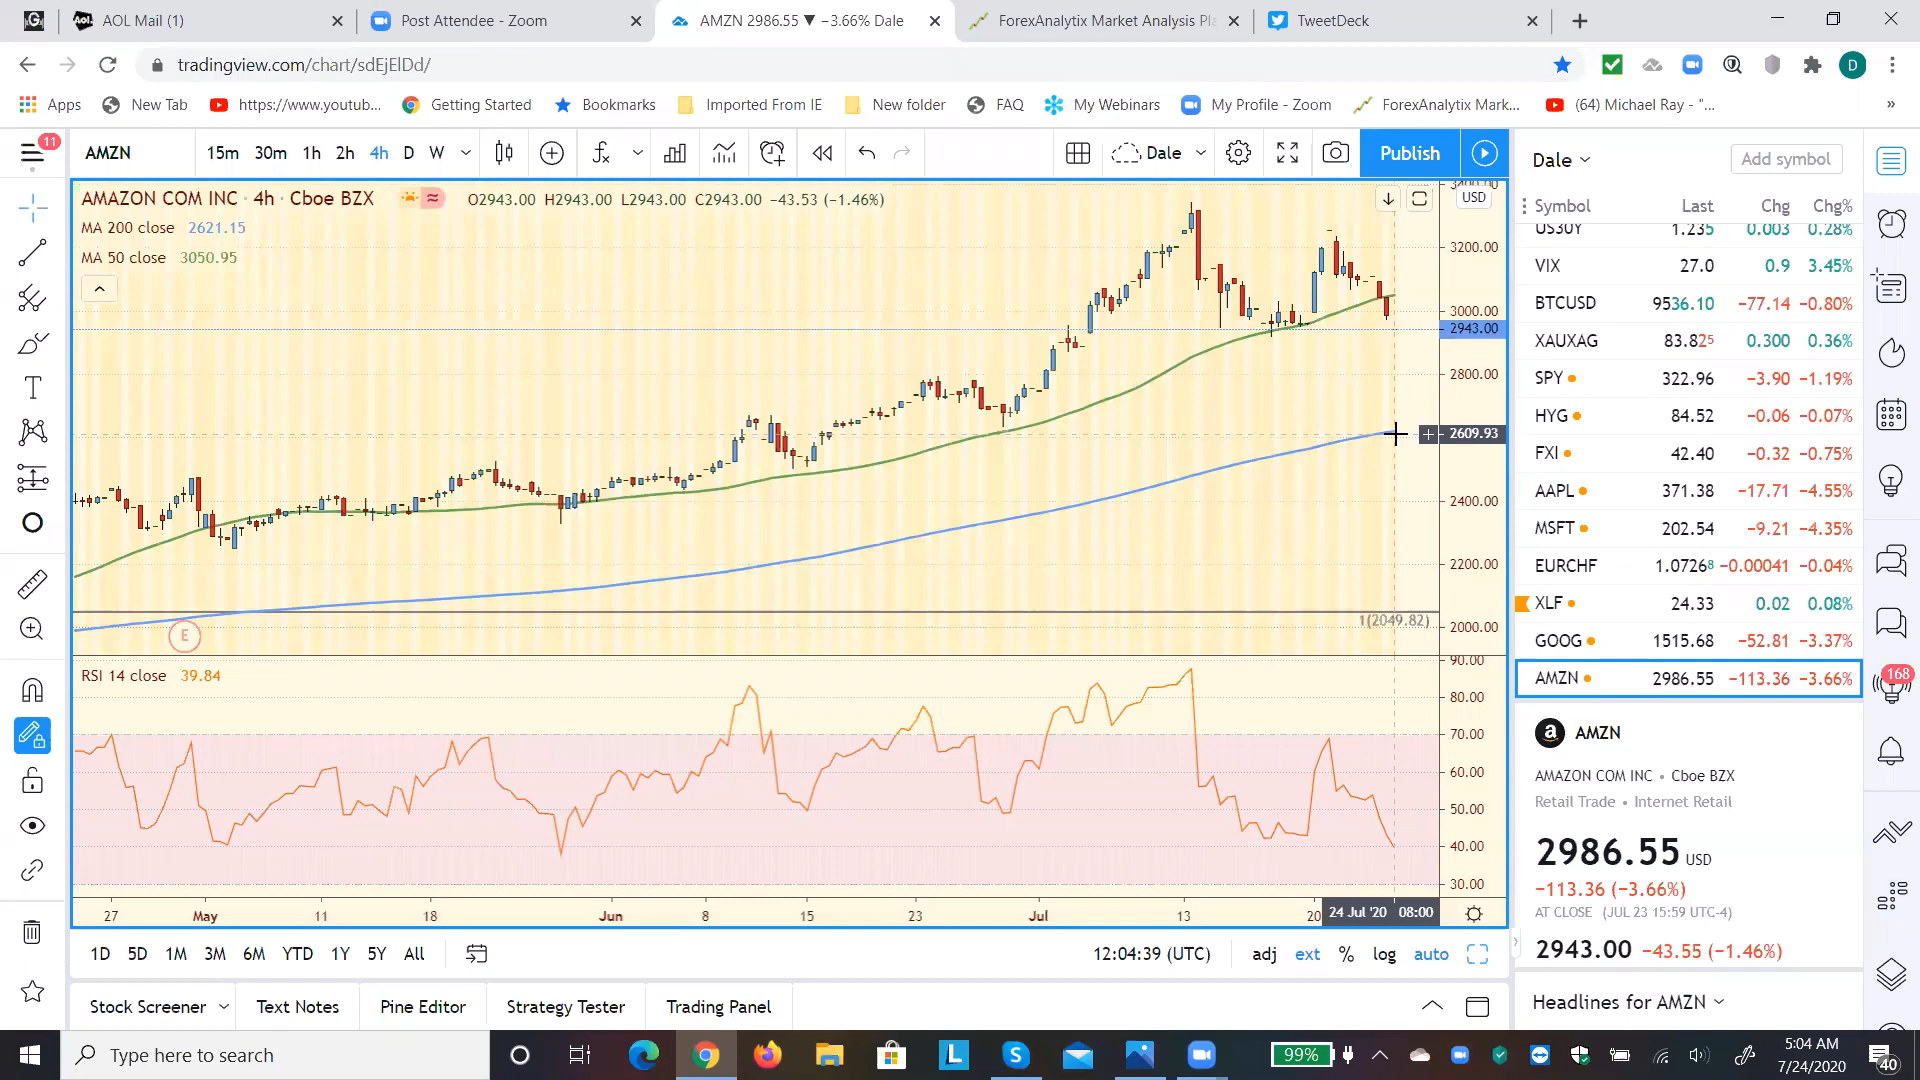 AOL Mail (1)
Post Attendee - Zoom
AMZN 2986.55 ▼ −3.66% Dale
ForexAnalytix Market Analysis Pl
TweetDeck
tradingview.com/chart/sdEjElDd/
D
Apps
New Tab
https://www.youtub...
Getting Started
Bookmarks
Imported From IE
New folder
FAQ
My Webinars
My Profile - Zoom
ForexAnalytix Mark...
(64) Michael Ray - "...
»
11
AMZN
15m 30m 1h 2h 4h D W
Dale
Publish
AMAZON COM INC · 4h · Cboe BZX
O2943.00 H2943.00 L2943.00 C2943.00 −43.53 (−1.46%)
MA 200 close 2621.15
MA 50 close 3050.95
USD
3400.00
3200.00
3000.00
2943.00
2800.00
2609.93
2400.00
2200.00
1(2049.82)
2000.00
E
RSI 14 close 39.84
90.00
80.00
70.00
60.00
50.00
40.00
30.00
27 May 11 18 Jun 8 15 23 Jul 13 20 24 Jul '20 08:00
1D 5D 1M 3M 6M YTD 1Y 5Y All
12:04:39 (UTC) adj ext % log auto
Stock Screener Text Notes Pine Editor Strategy Tester Trading Panel
Dale
Add symbol
Symbol Last Chg Chg%
US30Y 1.235 0.003 0.28%
VIX 27.0 0.9 3.45%
BTCUSD 9536.10 −77.14 −0.80%
XAUXAG 83.825 0.300 0.36%
SPY 322.96 −3.90 −1.19%
HYG 84.52 −0.06 −0.07%
FXI 42.40 −0.32 −0.75%
AAPL 371.38 −17.71 −4.55%
MSFT 202.54 −9.21 −4.35%
EURCHF 1.07268 −0.00041 −0.04%
XLF 24.33 0.02 0.08%
GOOG 1515.68 −52.81 −3.37%
AMZN 2986.55 −113.36 −3.66%
168
AMZN
AMAZON COM INC • Cboe BZX
Retail Trade • Internet Retail
2986.55 USD
−113.36 (−3.66%)
AT CLOSE (JUL 23 15:59 UTC-4)
2943.00 −43.55 (−1.46%)
Headlines for AMZN
Type here to search
99%
5:04 AM
7/24/2020
40